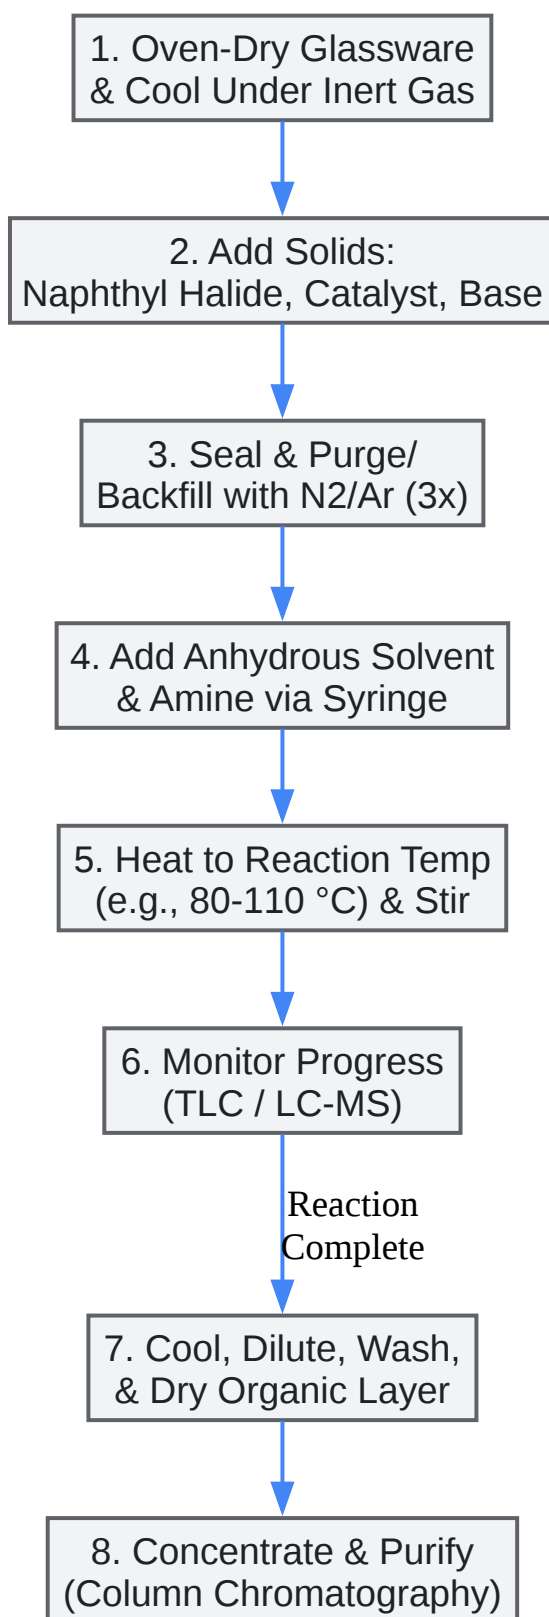 1. Oven-Dry Glassware
& Cool Under Inert Gas
2. Add Solids:
Naphthyl Halide, Catalyst, Base
3. Seal & Purge/
Backfill with N2/Ar (3x)
4. Add Anhydrous Solvent
& Amine via Syringe
5. Heat to Reaction Temp
(e.g., 80-110 °C) & Stir
6. Monitor Progress
(TLC / LC-MS)
Reaction
Complete
7. Cool, Dilute, Wash,
& Dry Organic Layer
8. Concentrate & Purify
(Column Chromatography)